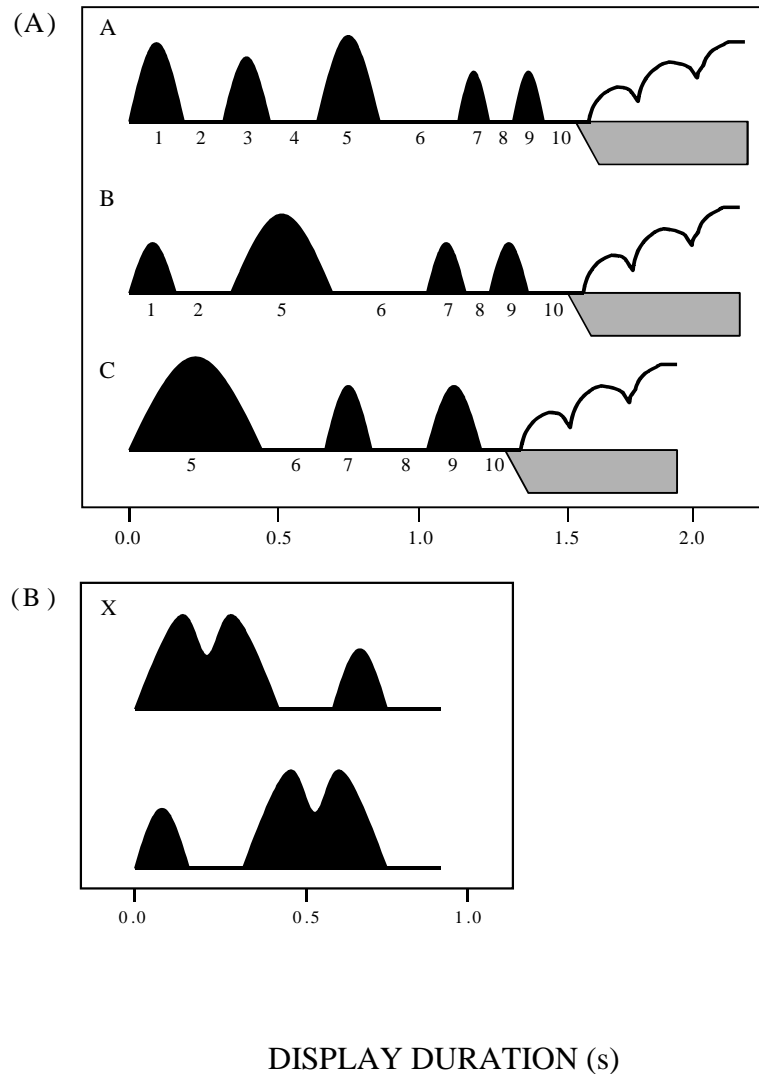 (A)
A
1 2 3 4 5 6 7 8 9 10
B
1 2 5 6 7 8 9 10
C
5 6 7 8 9 10
0.0 0.5 1.0 1.5 2.0
(B)
X
0.0 0.5 1.0
DISPLAY DURATION (s)